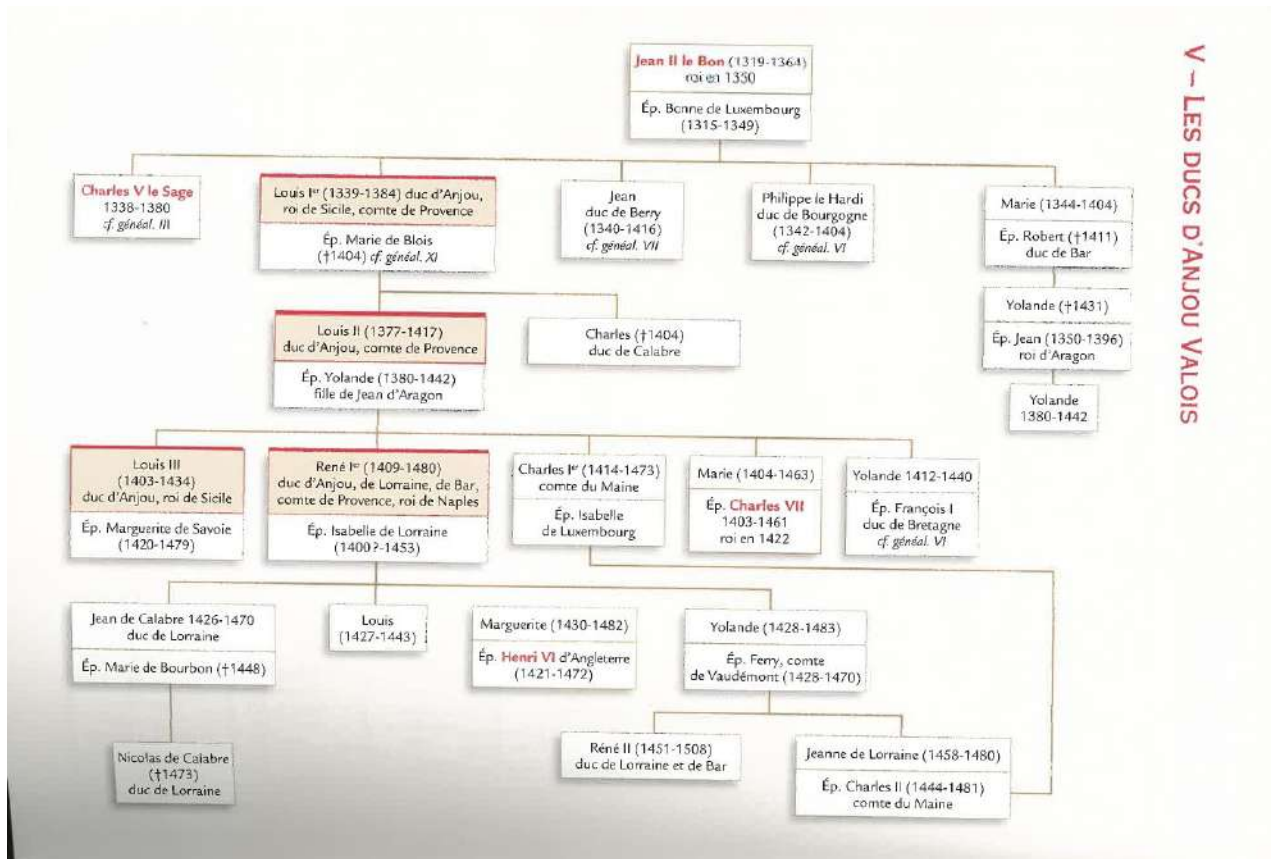 V – LES DUCS D'ANJOU VALOIS
Jean II le Bon (1319-1364)
roi en 1350
Ép. Bonne de Luxembourg
(1315-1349)
Charles V le Sage
1338-1380
cf. généal. III
Louis Iᵉʳ (1339-1384) duc d'Anjou,
roi de Sicile, comte de Provence
Ép. Marie de Blois
(†1404) cf. généal. XI
Jean
duc de Berry
(1340-1416)
cf. généal. VII
Philippe le Hardi
duc de Bourgogne
(1342-1404)
cf. généal. VI
Marie (1344-1404)
Ép. Robert (†1411)
duc de Bar
Louis II (1377-1417)
duc d'Anjou, comte de Provence
Ép. Yolande (1380-1442)
fille de Jean d'Aragon
Charles (†1404)
duc de Calabre
Yolande (†1431)
Ép. Jean (1350-1396)
roi d'Aragon
Yolande
1380-1442
Louis III
(1403-1434)
duc d'Anjou, roi de Sicile
Ép. Marguerite de Savoie
(1420-1479)
René Iᵉʳ (1409-1480)
duc d'Anjou, de Lorraine, de Bar,
comte de Provence, roi de Naples
Ép. Isabelle de Lorraine
(1400?-1453)
Charles Iᵉʳ (1414-1473)
comte du Maine
Ép. Isabelle
de Luxembourg
Marie (1404-1463)
Ép. Charles VII
1403-1461
roi en 1422
Yolande 1412-1440
Ép. François I
duc de Bretagne
cf. généal. VI
Jean de Calabre 1426-1470
duc de Lorraine
Ép. Marie de Bourbon (†1448)
Louis
(1427-1443)
Marguerite (1430-1482)
Ép. Henri VI d'Angleterre
(1421-1472)
Yolande (1428-1483)
Ép. Ferry, comte
de Vaudémont (1428-1470)
Nicolas de Calabre
(†1473)
duc de Lorraine
Réné II (1451-1508)
duc de Lorraine et de Bar
Jeanne de Lorraine (1458-1480)
Ép. Charles II (1444-1481)
comte du Maine